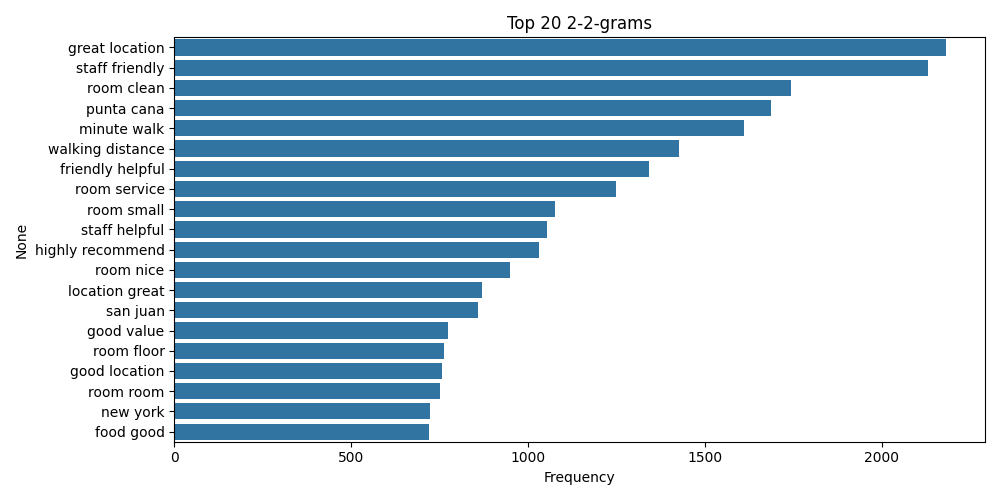 Top 20 2-2-grams
great location
staff friendly
room clean
punta cana
minute walk
walking distance
friendly helpful
room service
room small
staff helpful
highly recommend
room nice
location great
san juan
good value
room floor
good location
room room
new york
food good
None
0 500 1000 1500 2000
Frequency